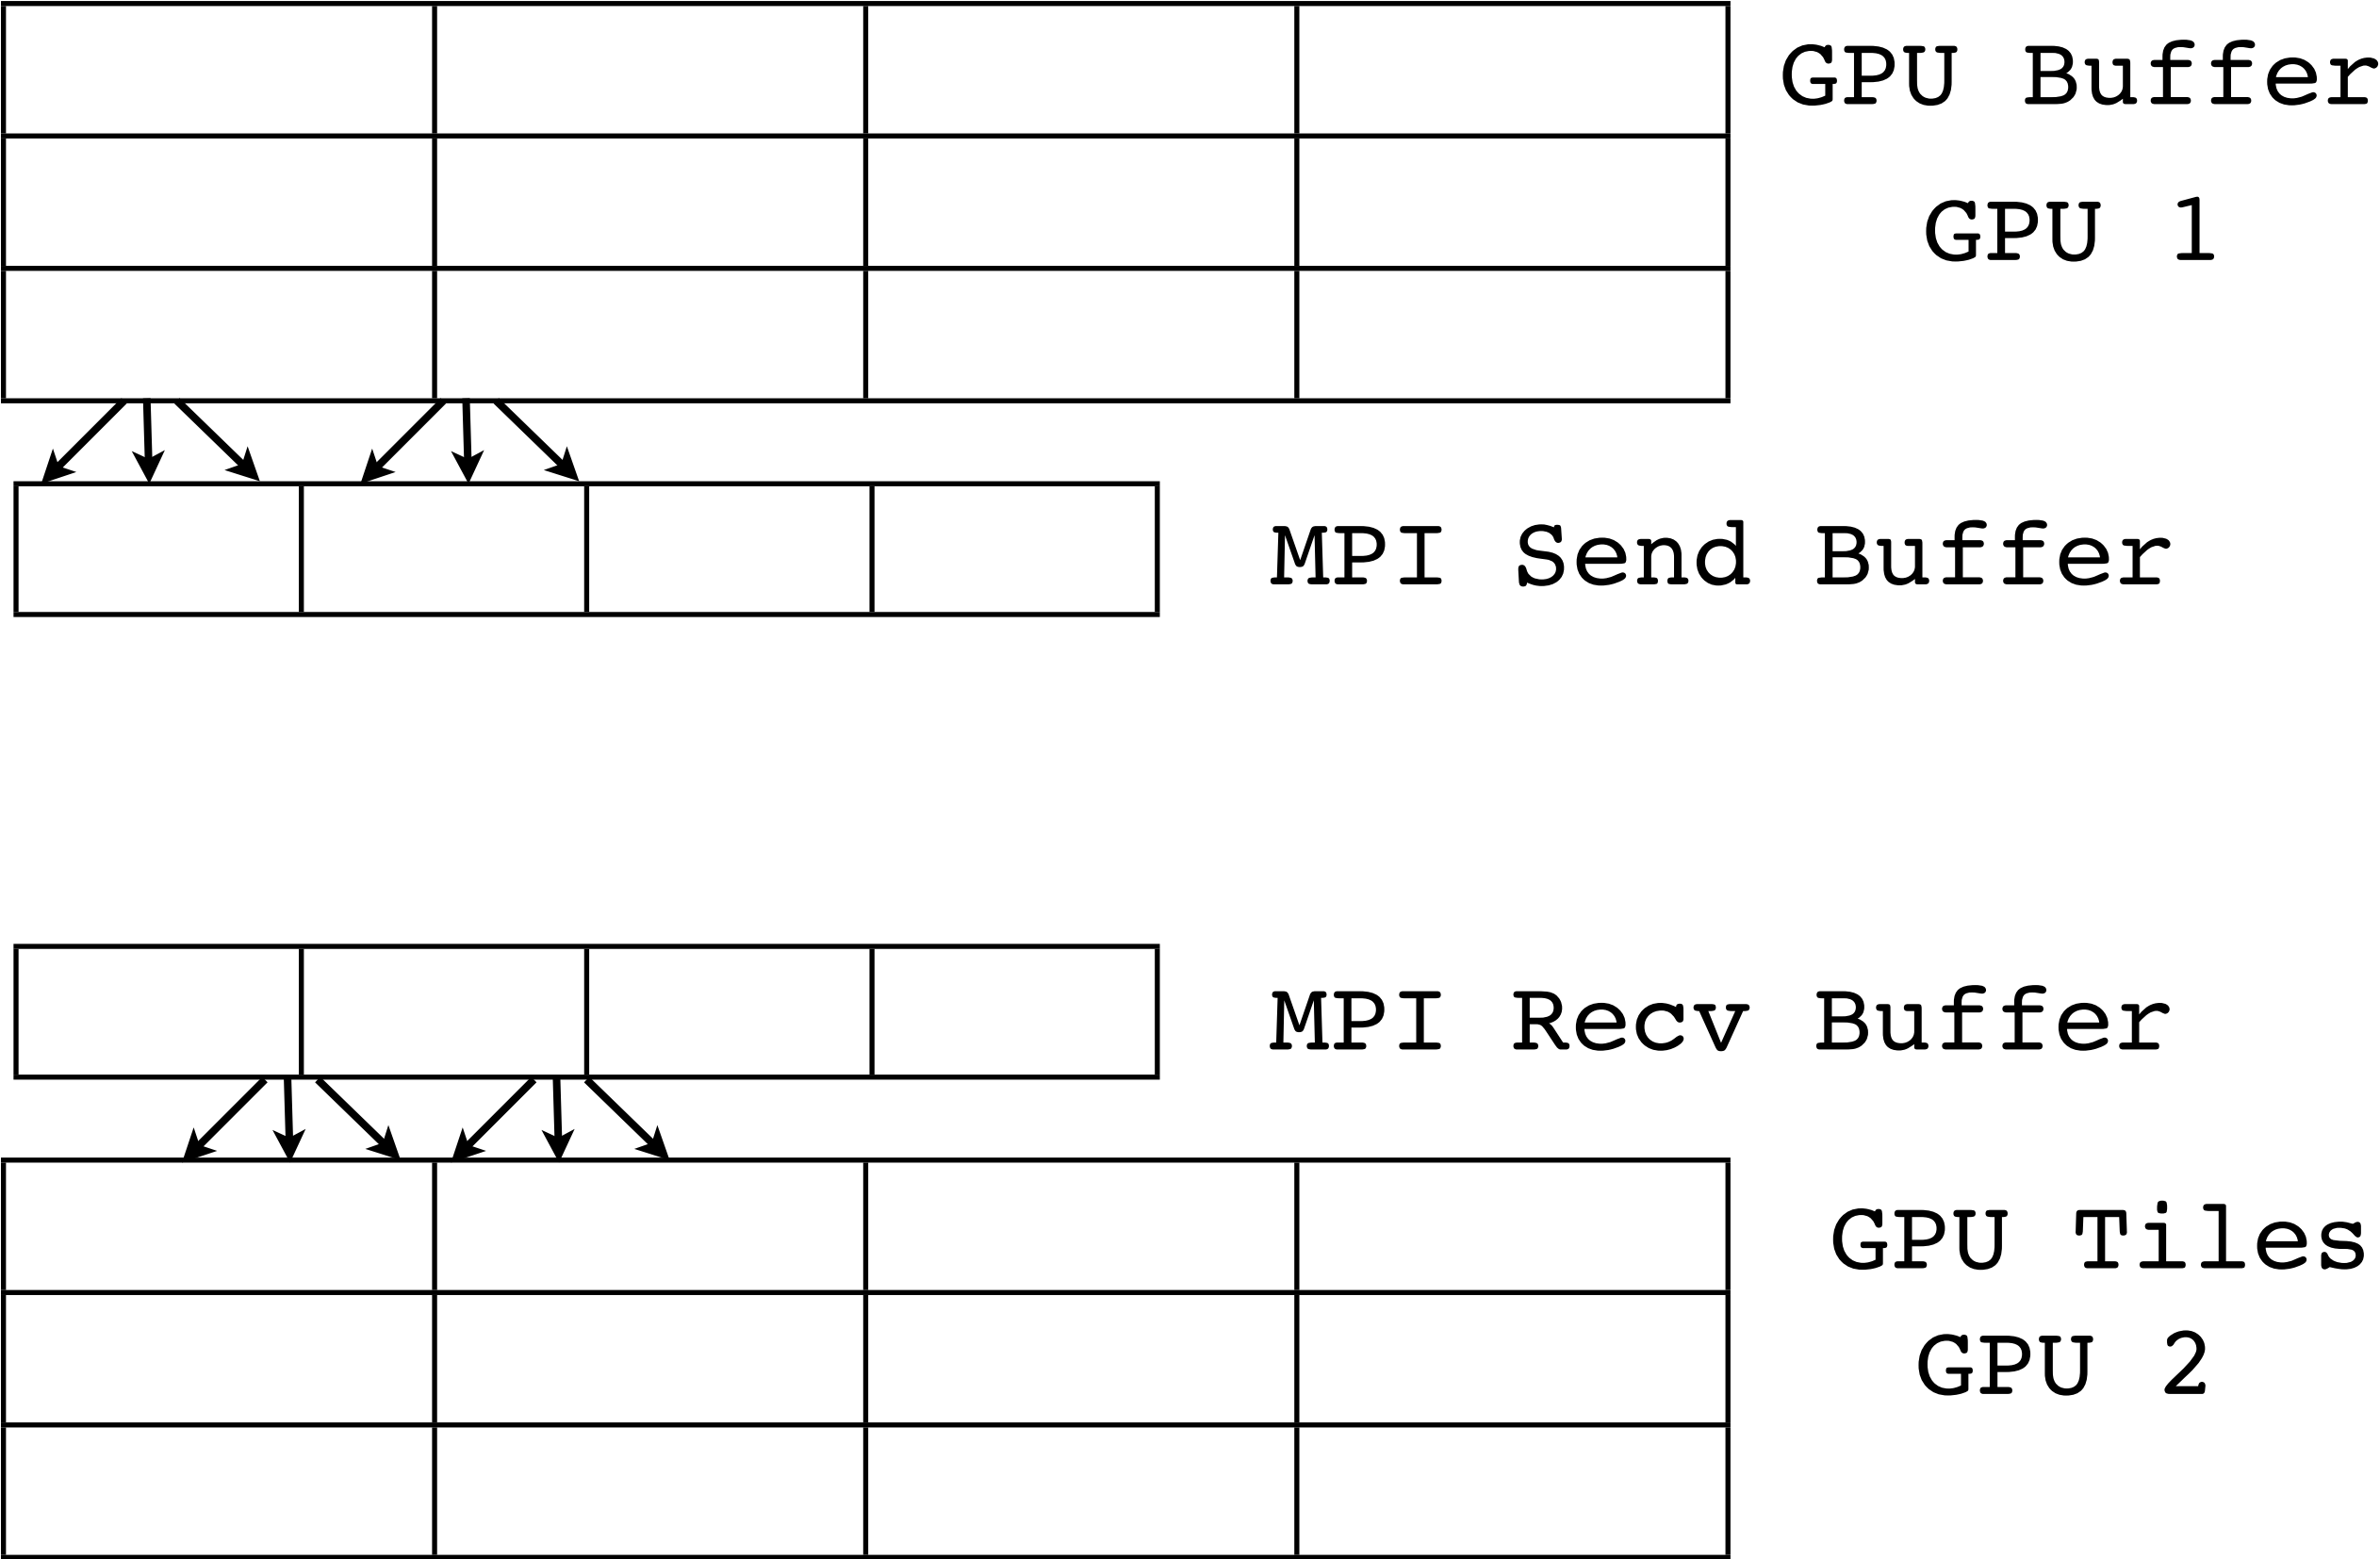 GPU Buffer
GPU 1
MPI Send Buffer
MPI Recv Buffer
GPU Tiles
GPU 2